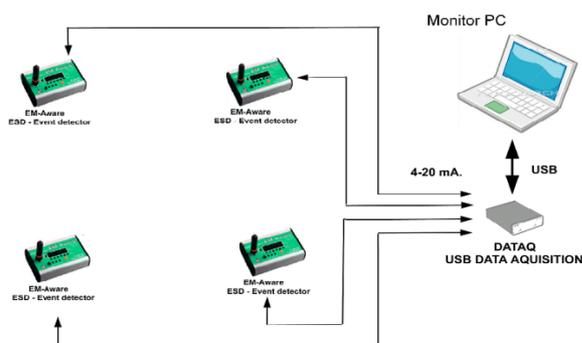 Monitor PC
EM-Aware
ESD - Event detector
EM-Aware
ESD - Event detector
4-20 mA.
USB
DATAQ
USB DATA AQUISITION
EM-Aware
ESD - Event detector
EM-Aware
ESD - Event detector